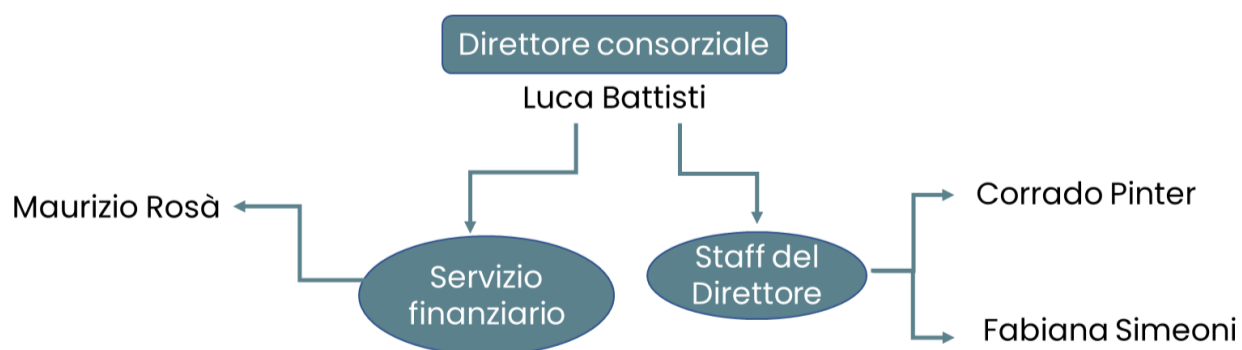 Direttore consorziale
Luca Battisti
Maurizio Rosà
Servizio
finanziario
Staff del
Direttore
Corrado Pinter
Fabiana Simeoni